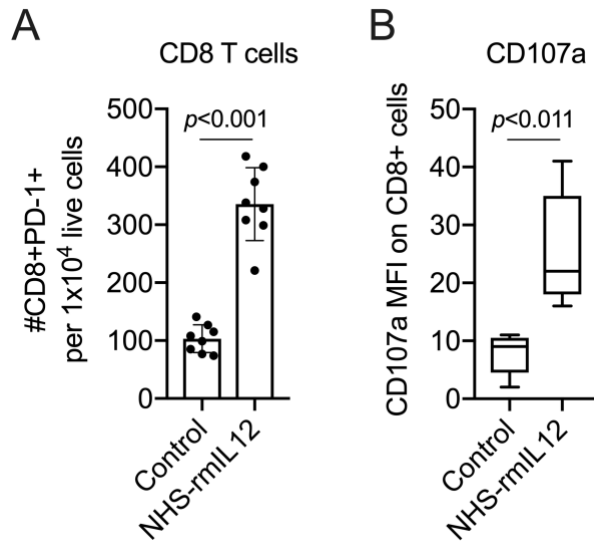 A
CD8 T cells
#CD8+PD-1+
per 1x10⁴ live cells
500
400
300
200
100
0
p<0.001
Control
NHS-rmIL12
B
CD107a
CD107a MFI on CD8+ cells
50
40
30
20
10
0
p<0.011
Control
NHS-rmIL12